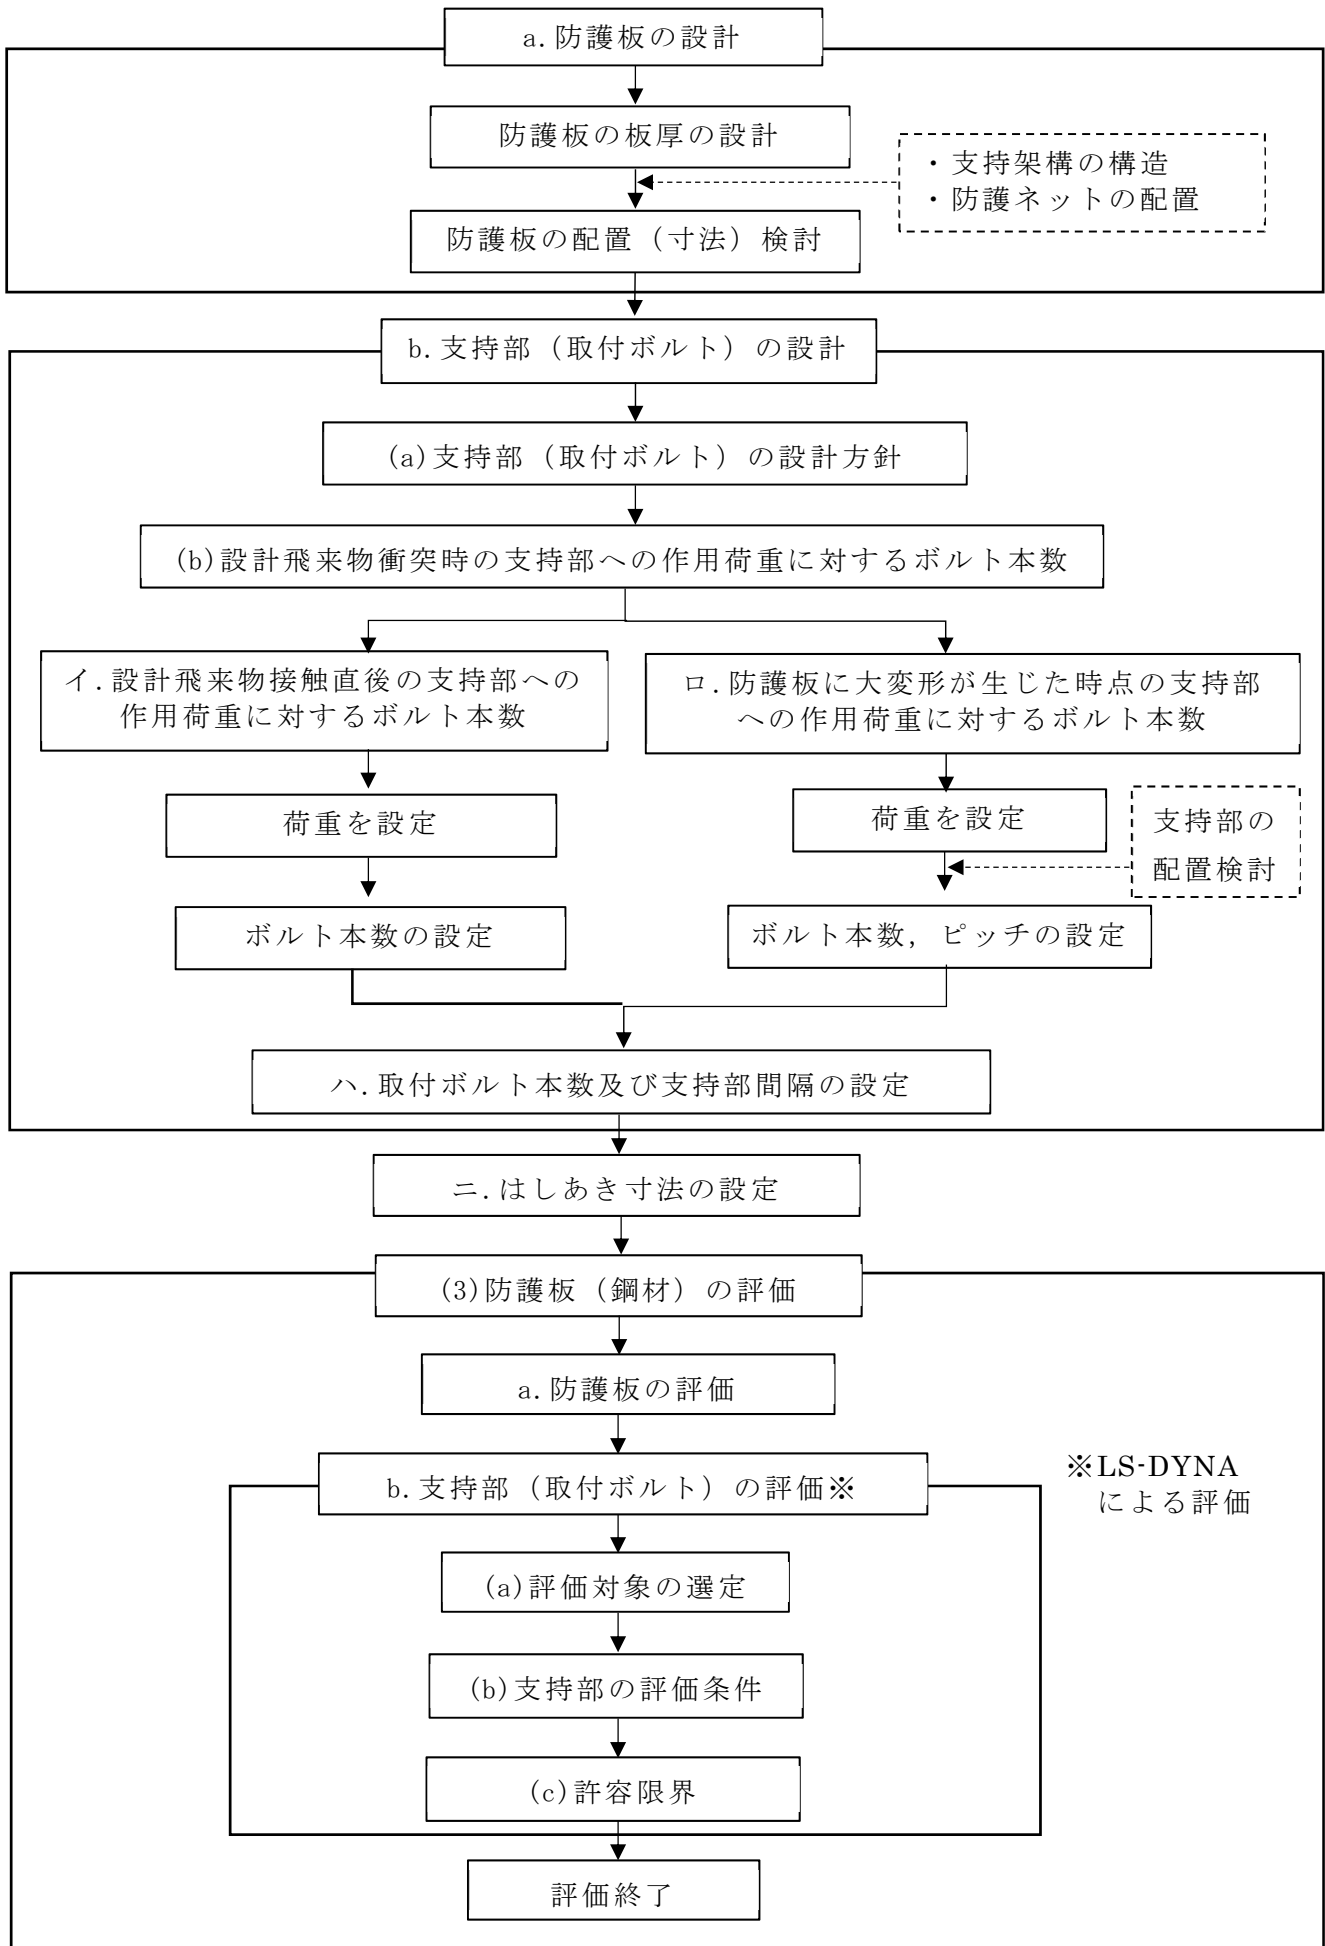 a.防護板の設計
防護板の板厚の設計
・支持架構の構造
・防護ネットの配置
防護板の配置（寸法）検討
b.支持部（取付ボルト）の設計
(a)支持部（取付ボルト）の設計方針
(b)設計飛来物衝突時の支持部への作用荷重に対するボルト本数
イ.設計飛来物接触直後の支持部への
作用荷重に対するボルト本数
ロ.防護板に大変形が生じた時点の支持部
への作用荷重に対するボルト本数
荷重を設定
荷重を設定
支持部の
配置検討
ボルト本数の設定
ボルト本数，ピッチの設定
ハ.取付ボルト本数及び支持部間隔の設定
ニ.はしあき寸法の設定
(3)防護板（鋼材）の評価
a.防護板の評価
b.支持部（取付ボルト）の評価※
※LS-DYNA
による評価
(a)評価対象の選定
(b)支持部の評価条件
(c)許容限界
評価終了